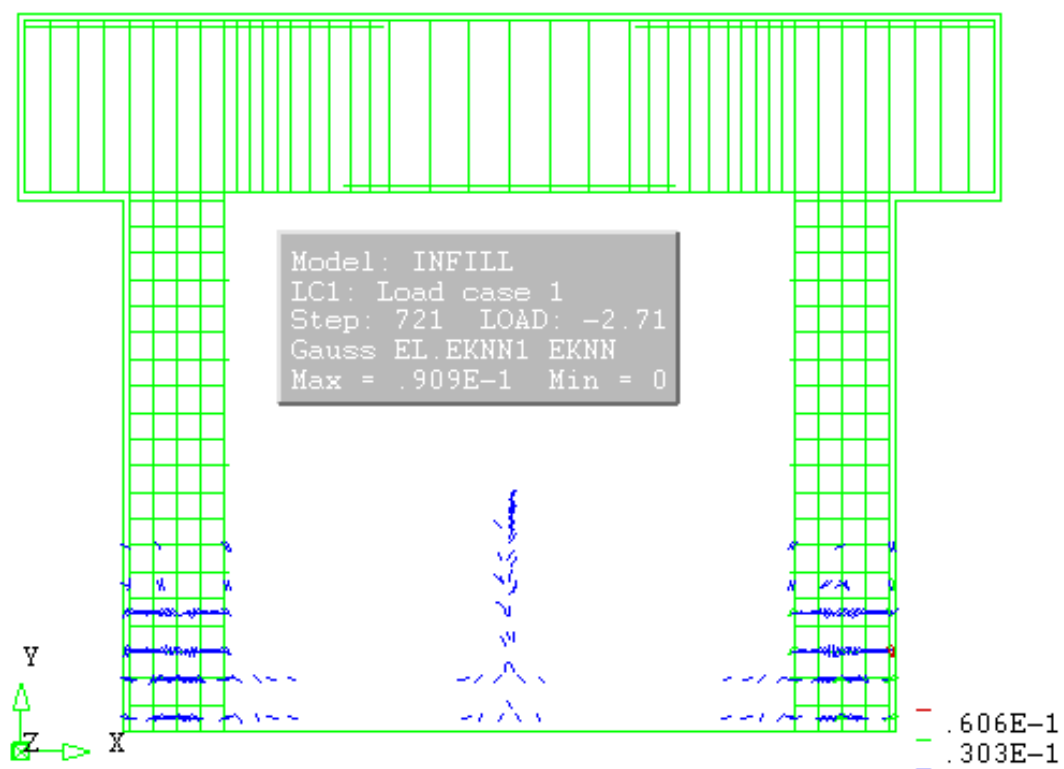 Model: INFILL
LC1: Load case 1
Step: 721 LOAD: -2.71
Gauss EL.EKNN1 EKNN
Max = .909E-1 Min = 0
Y
Z X
.606E-1
.303E-1